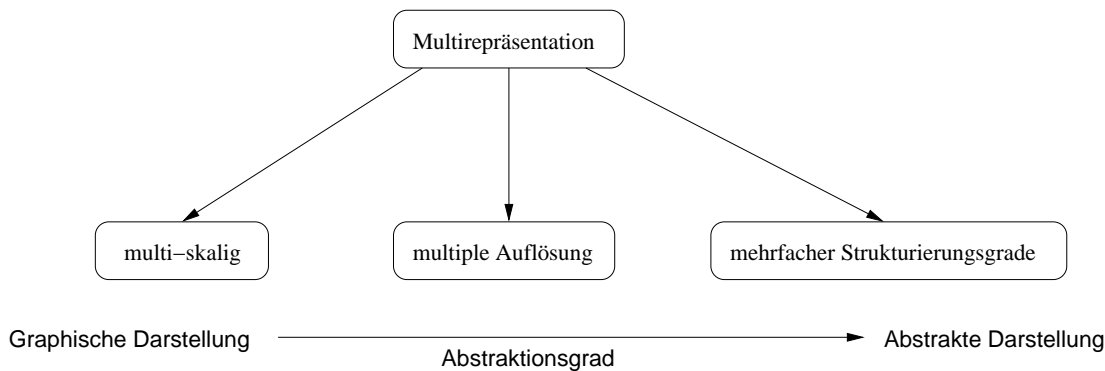 Multirepräsentation
multi−skalig
multiple Auflösung
mehrfacher Strukturierungsgrade
Graphische Darstellung
Abstraktionsgrad
Abstrakte Darstellung